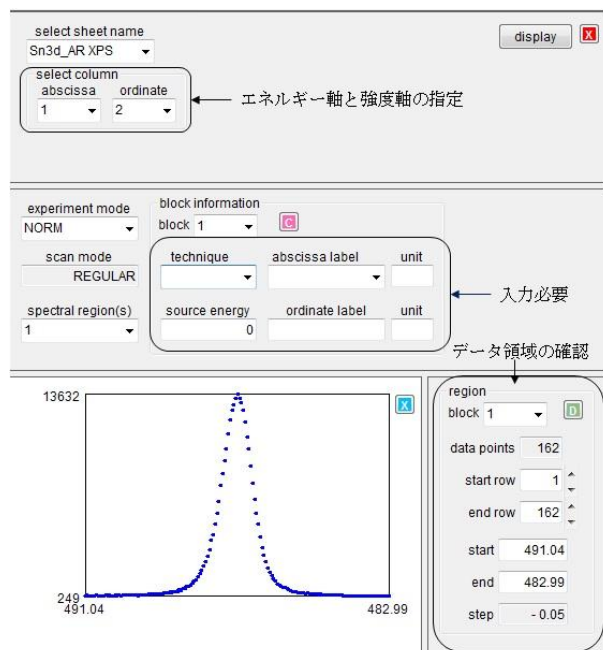 select sheet name
Sn3d_AR XPS
display
X
select column
abscissa ordinate
1 2
エネルギー軸と強度軸の指定
experiment mode
NORM
block information
block 1
C
scan mode
REGULAR
technique abscissa label unit
入力必要
spectral region(s)
1
source energy ordinate label unit
0
データ領域の確認
13632
X
249
491.04 482.99
region
block 1
D
data points 162
start row 1
end row 162
start 491.04
end 482.99
step - 0.05